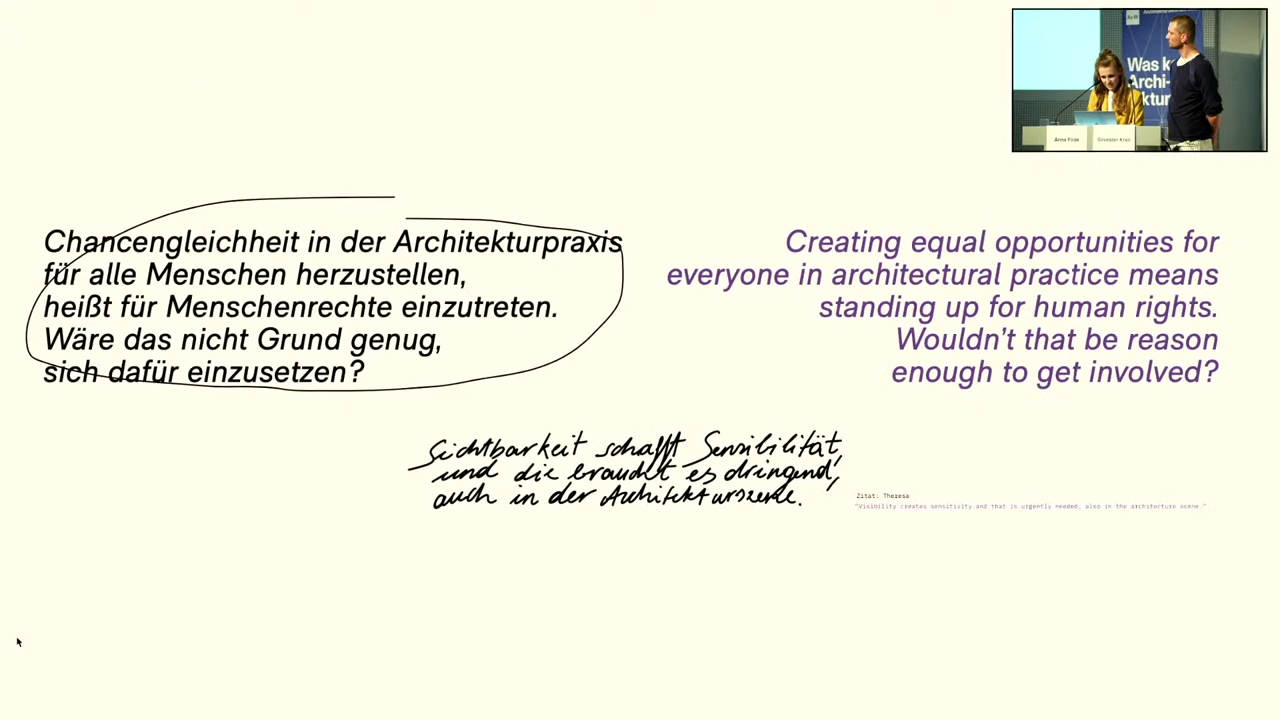 Chancengleichheit in der Architekturpraxis
für alle Menschen herzustellen,
heißt für Menschenrechte einzutreten.
Wäre das nicht Grund genug,
sich dafür einzusetzen?
Creating equal opportunities for
everyone in architectural practice means
standing up for human rights.
Wouldn't that be reason
enough to get involved?
Sichtbarkeit schafft Sensibilität,
und die braucht es dringend,
auch in der Architekturszene.
Zitat: Theresa
"Visibility creates sensitivity and that is urgently needed, also in the architecture scene."
Was
Archi-
ktur
Anna Firak